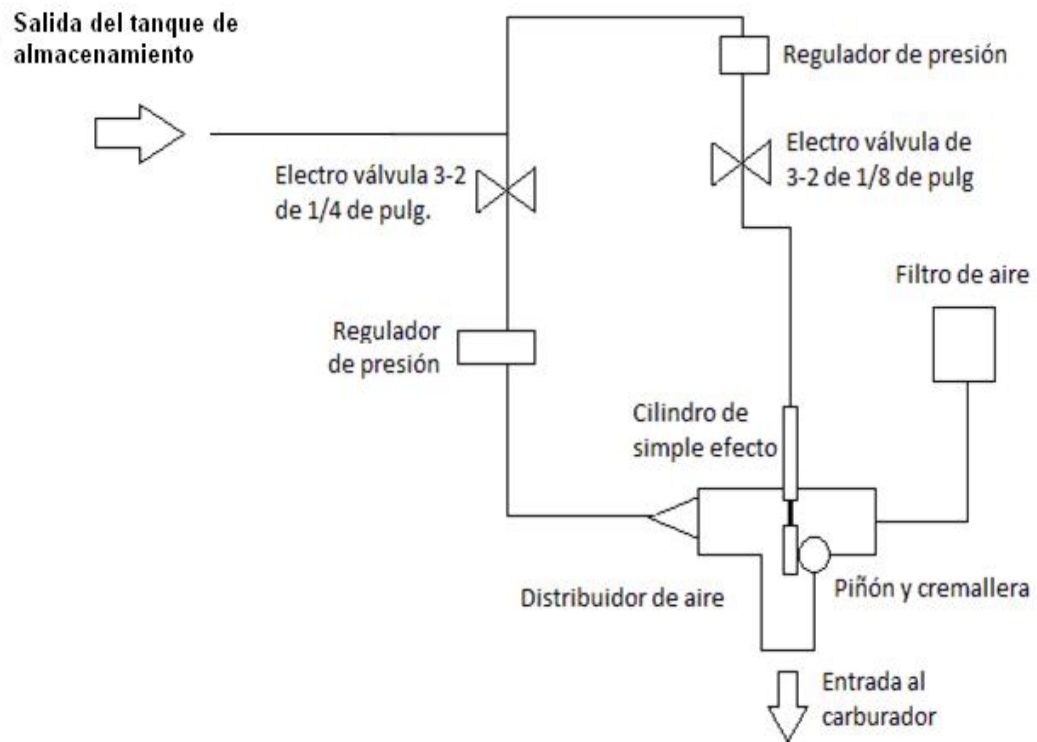 Salida del tanque de
almacenamiento
Regulador de presión
Electro válvula de
3-2 de 1/8 de pulg
Electro válvula 3-2
de 1/4 de pulg.
Filtro de aire
Regulador
de presión
Cilindro de
simple efecto
Distribuidor de aire
Piñón y cremallera
Entrada al
carburador